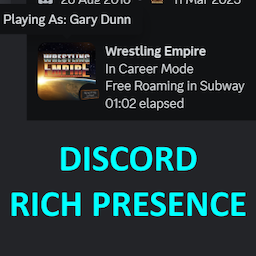 20 Aug 2016
11 Mar 2025
Playing As: Gary Dunn
WRESTLING
EMPIRE
Wrestling Empire
In Career Mode
Free Roaming in Subway
01:02 elapsed
DISCORD
RICH PRESENCE